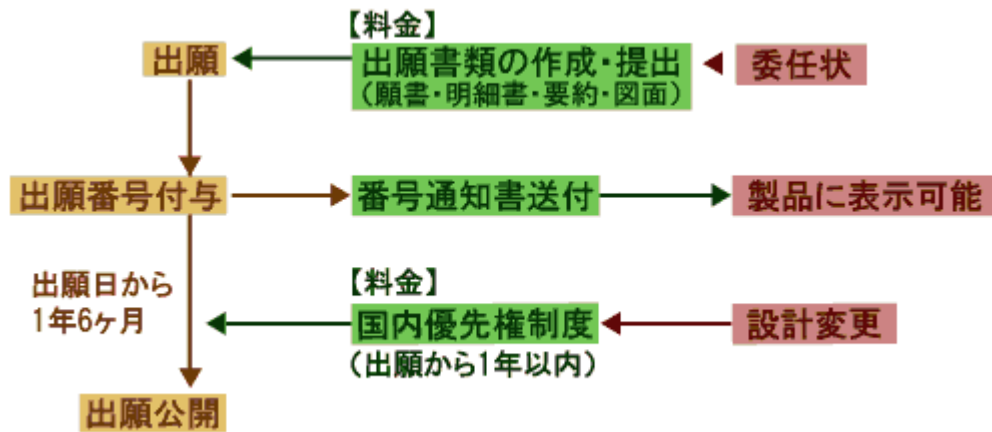 【料金】
出願
出願書類の作成・提出
（願書・明細書・要約・図面）
委任状
出願番号付与
番号通知書送付
製品に表示可能
出願日から
1年6ヶ月
【料金】
国内優先権制度
（出願から1年以内）
設計変更
出願公開